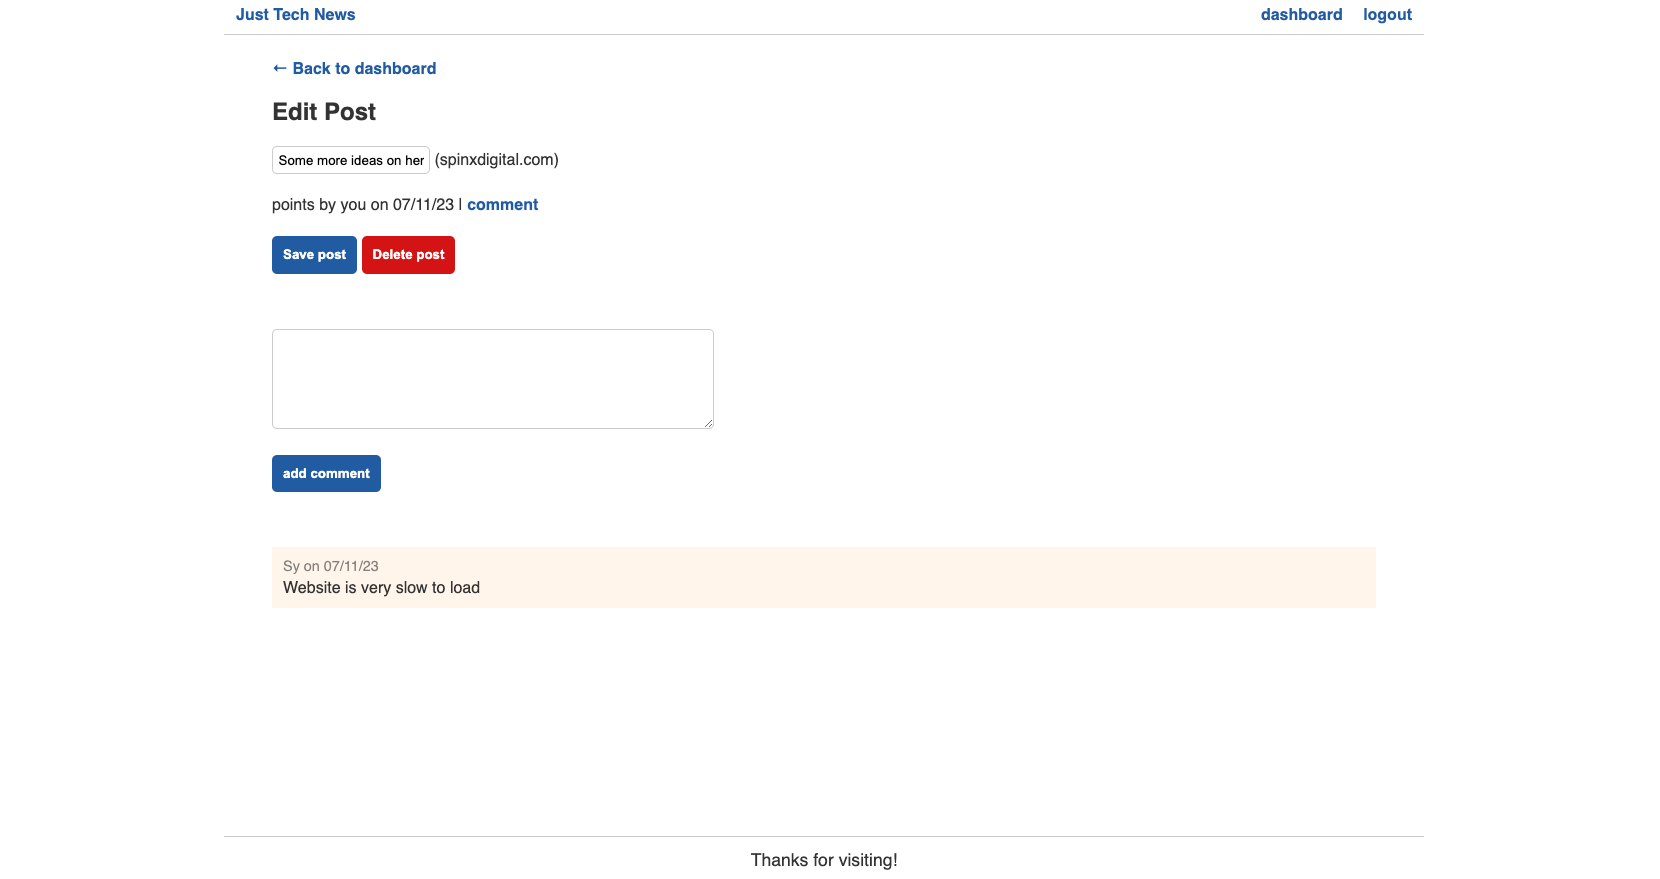 Just Tech News dashboard logout
← Back to dashboard
Edit Post
Some more ideas on her (spinxdigital.com)
points by you on 07/11/23 | comment
Save post Delete post
add comment
Sy on 07/11/23
Website is very slow to load
Thanks for visiting!